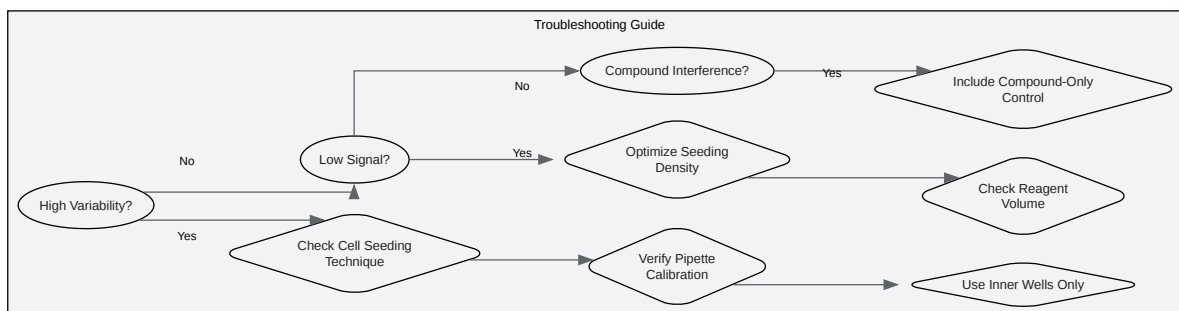 Troubleshooting Guide
Compound Interference?
Yes
Include Compound-Only
Control
No
Low Signal?
Yes
Optimize Seeding
Density
Check Reagent
Volume
No
High Variability?
Yes
Check Cell Seeding
Technique
Verify Pipette
Calibration
Use Inner Wells Only